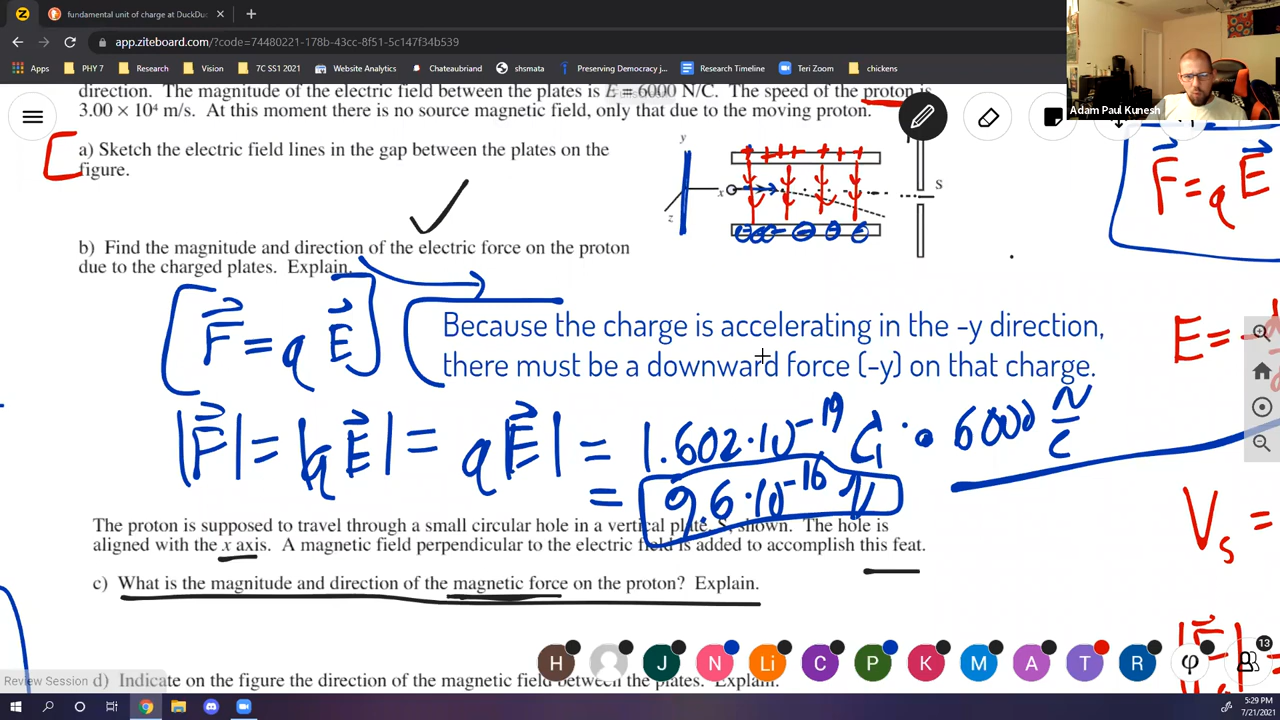 fundamental unit of charge at DuckDu
app.ziteboard.com/?code=74480221-178b-43cc-8f51-5c147f34b539
Apps
PHY 7
Research
Vision
7C SS1 2021
Website Analytics
Chateaubriand
shsmata
Preserving Democracy j...
Research Timeline
Teri Zoom
chickens
direction. The magnitude of the electric field between the plates is E = 6000 N/C. The speed of the proton is
3.00 × 10⁴ m/s. At this moment there is no source magnetic field, only that due to the moving proton.
Adam Paul Kunesh
a) Sketch the electric field lines in the gap between the plates on the
figure.
y
x
z
S
F = q E
b) Find the magnitude and direction of the electric force on the proton
due to the charged plates. Explain.
F = q E
Because the charge is accelerating in the -y direction,
there must be a downward force (-y) on that charge.
E =
|F| = |qE| = q|E| = 1.602·10⁻¹⁹ C · 6000 N/C
= 9.6·10⁻¹⁶ N
Vs =
The proton is supposed to travel through a small circular hole in a vertical plate, S, shown. The hole is
aligned with the x axis. A magnetic field perpendicular to the electric field is added to accomplish this feat.
c) What is the magnitude and direction of the magnetic force on the proton? Explain.
H
J
N
Li
C
P
K
M
A
T
R
φ
13
Review Session
d) Indicate on the figure the direction of the magnetic field between the plates. Explain.
5:29 PM
7/21/2021